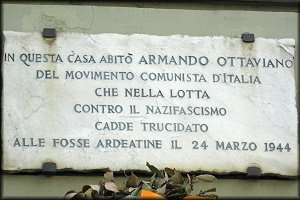 IN QUESTA CASA ABITÒ ARMANDO OTTAVIANO
DEL MOVIMENTO COMUNISTA D'ITALIA
CHE NELLA LOTTA
CONTRO IL NAZIFASCISMO
CADDE TRUCIDATO
ALLE FOSSE ARDEATINE IL 24 MARZO 1944